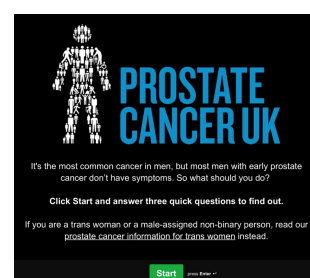 PROSTATE
CANCER UK
It's the most common cancer in men, but most men with early prostate
cancer don't have symptoms. So what should you do?
Click Start and answer three quick questions to find out.
If you are a trans woman or a male-assigned non-binary person, read our
prostate cancer information for trans women instead.
Start press Enter ↵